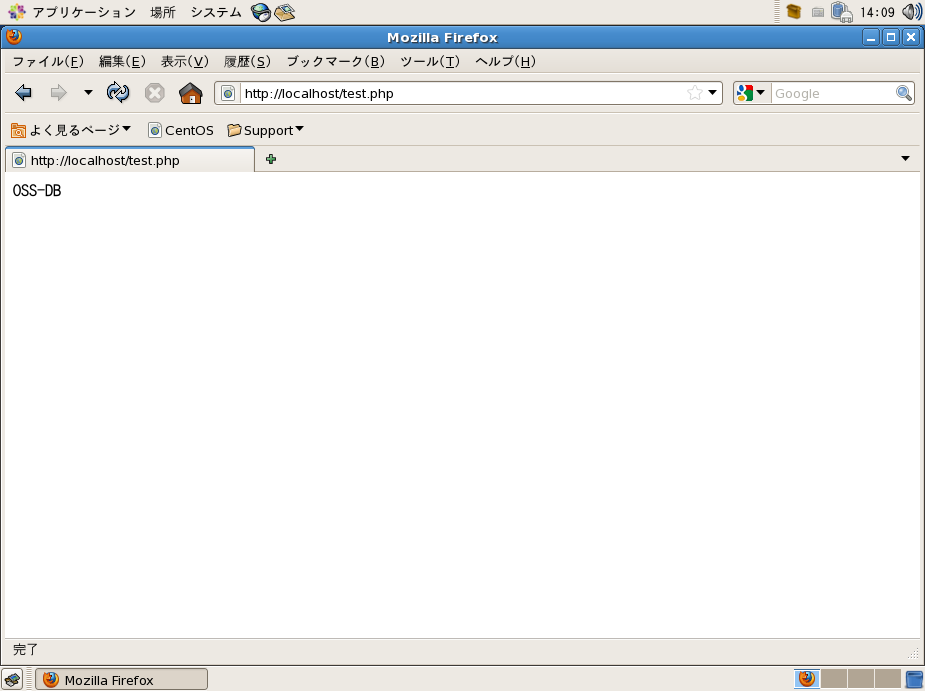 アプリケーション 場所 システム 14:09
Mozilla Firefox
ファイル(F) 編集(E) 表示(V) 履歴(S) ブックマーク(B) ツール(T) ヘルプ(H)
http://localhost/test.php Google
よく見るページ CentOS Support
http://localhost/test.php
OSS-DB
完了
Mozilla Firefox